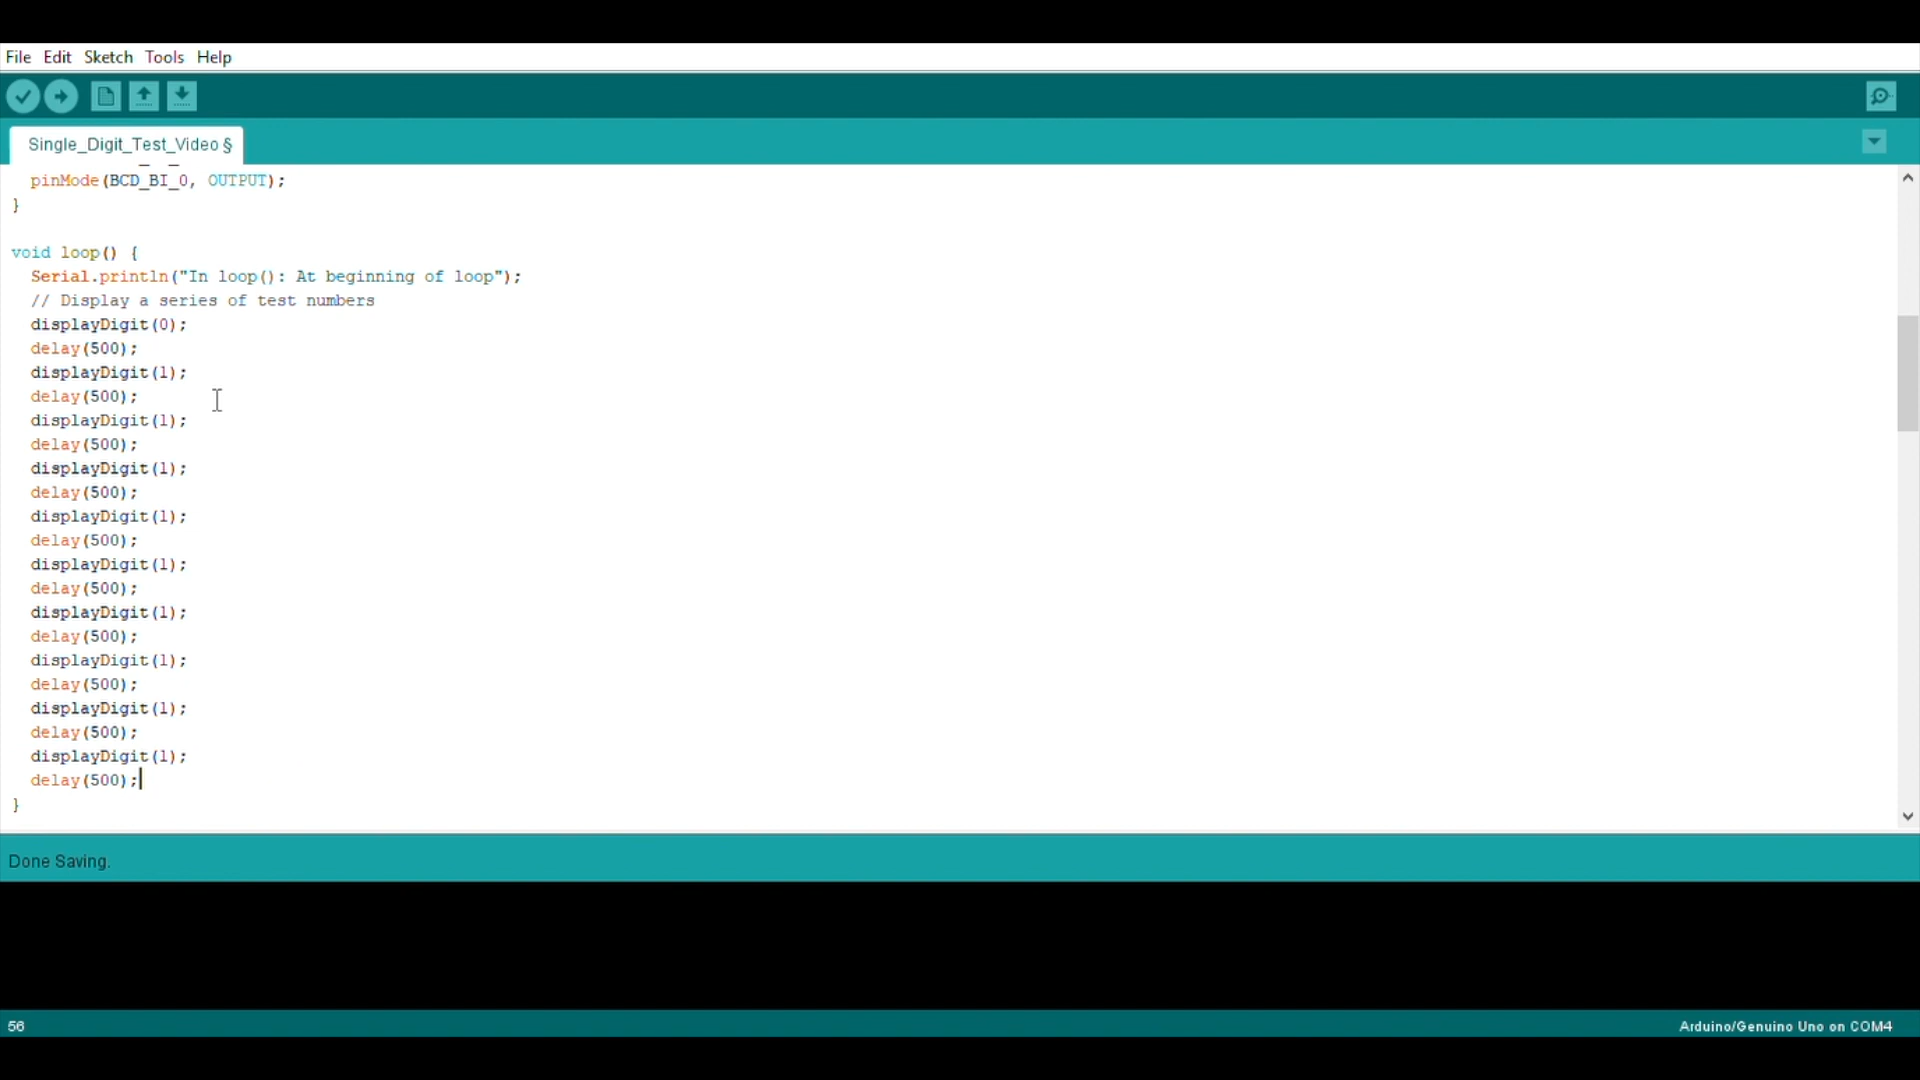 File Edit Sketch Tools Help
Single_Digit_Test_Video §
pinMode(BCD_BI_0, OUTPUT);
}
void loop() {
Serial.println("In loop(): At beginning of loop");
// Display a series of test numbers
displayDigit(0);
delay(500);
displayDigit(1);
delay(500);
displayDigit(1);
delay(500);
displayDigit(1);
delay(500);
displayDigit(1);
delay(500);
displayDigit(1);
delay(500);
displayDigit(1);
delay(500);
displayDigit(1);
delay(500);
displayDigit(1);
delay(500);
displayDigit(1);
delay(500);
}
Done Saving.
56
Arduino/Genuino Uno on COM4